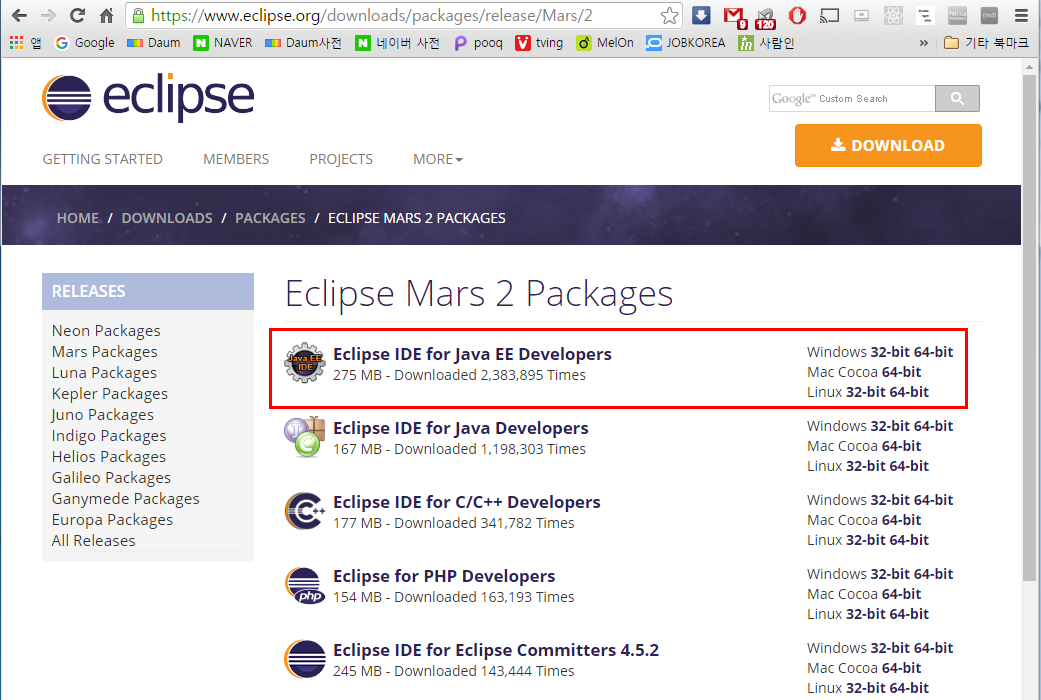 https://www.eclipse.org/downloads/packages/release/Mars/2
9
120
앱 Google Daum NAVER Daum사전 네이버 사전 pooq tving MelOn JOBKOREA 사람인 » 기타 북마크
eclipse
Google™ Custom Search
DOWNLOAD
GETTING STARTED MEMBERS PROJECTS MORE
HOME / DOWNLOADS / PACKAGES / ECLIPSE MARS 2 PACKAGES
RELEASES
Neon Packages
Mars Packages
Luna Packages
Kepler Packages
Juno Packages
Indigo Packages
Helios Packages
Galileo Packages
Ganymede Packages
Europa Packages
All Releases
Eclipse Mars 2 Packages
Java EE
IDE
Eclipse IDE for Java EE Developers
275 MB - Downloaded 2,383,895 Times
Windows 32-bit 64-bit
Mac Cocoa 64-bit
Linux 32-bit 64-bit
Eclipse IDE for Java Developers
167 MB - Downloaded 1,198,303 Times
Windows 32-bit 64-bit
Mac Cocoa 64-bit
Linux 32-bit 64-bit
Eclipse IDE for C/C++ Developers
177 MB - Downloaded 341,782 Times
Windows 32-bit 64-bit
Mac Cocoa 64-bit
Linux 32-bit 64-bit
php
Eclipse for PHP Developers
154 MB - Downloaded 163,193 Times
Windows 32-bit 64-bit
Mac Cocoa 64-bit
Linux 32-bit 64-bit
Eclipse IDE for Eclipse Committers 4.5.2
245 MB - Downloaded 143,444 Times
Windows 32-bit 64-bit
Mac Cocoa 64-bit
Linux 32-bit 64-bit